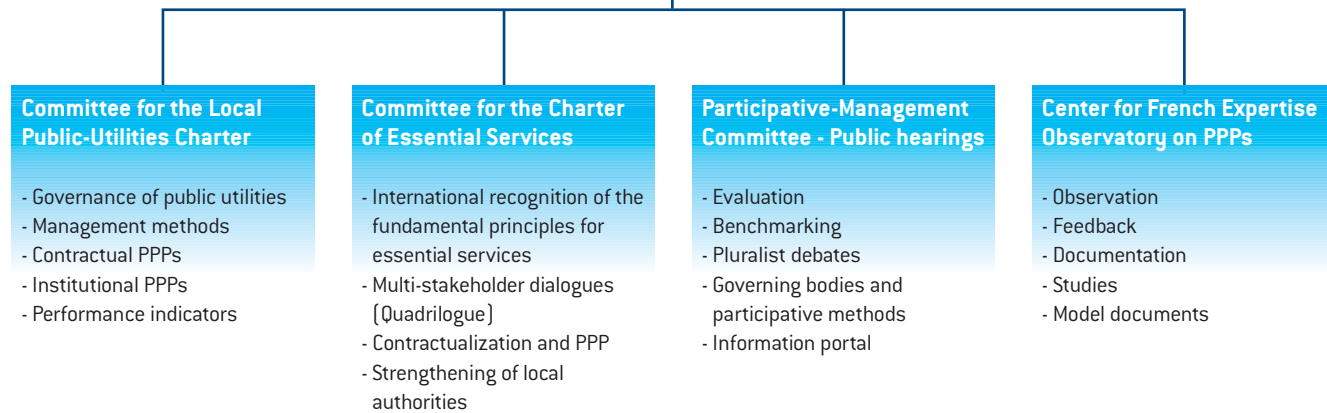 Committee for the Local
Public-Utilities Charter
- Governance of public utilities
- Management methods
- Contractual PPPs
- Institutional PPPs
- Performance indicators
Committee for the Charter
of Essential Services
- International recognition of the
fundamental principles for
essential services
- Multi-stakeholder dialogues
(Quadrilogue)
- Contractualization and PPP
- Strengthening of local
authorities
Participative-Management
Committee - Public hearings
- Evaluation
- Benchmarking
- Pluralist debates
- Governing bodies and
participative methods
- Information portal
Center for French Expertise
Observatory on PPPs
- Observation
- Feedback
- Documentation
- Studies
- Model documents